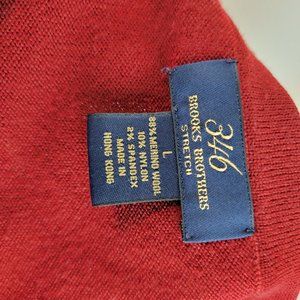 346
BROOKS BROTHERS
STRETCH
L
88% MERINO WOOL
10% NYLON
2% SPANDEX
MADE IN
HONG KONG